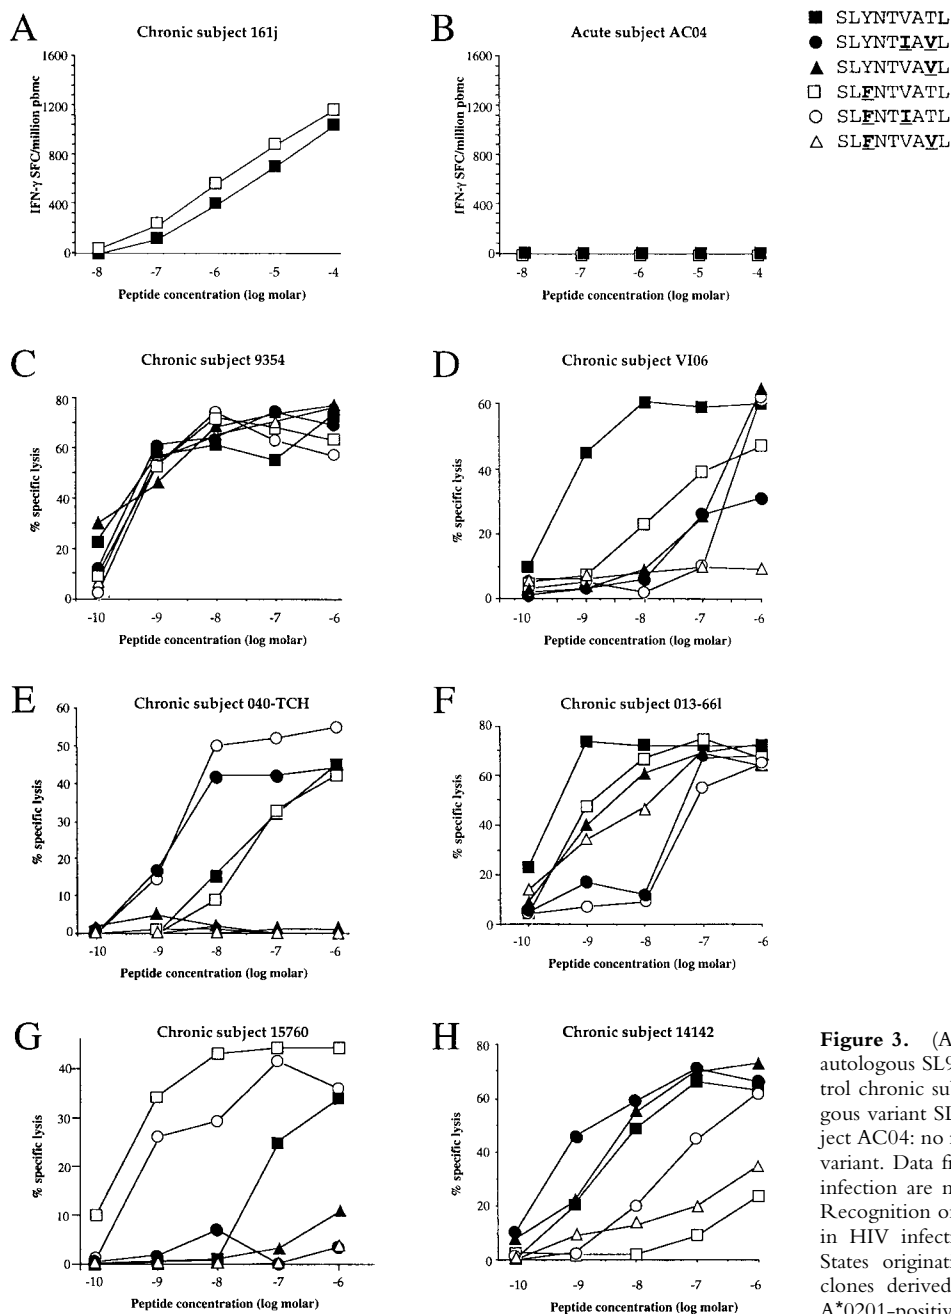 A
Chronic subject 161j
IFN-γ SFC/million pbmc
1600
1200
800
400
0
-8 -7 -6 -5 -4
Peptide concentration (log molar)
B
Acute subject AC04
IFN-γ SFC/million pbmc
1600
1200
800
400
0
-8 -7 -6 -5 -4
Peptide concentration (log molar)
SLYNTVATL
SLYNTIAVL
SLYNTVAVL
SLFNTVATL
SLFNTIATL
SLFNTVAVL
C
Chronic subject 9354
% specific lysis
80
60
40
20
0
-10 -9 -8 -7 -6
Peptide concentration (log molar)
D
Chronic subject VI06
% specific lysis
60
40
20
0
-10 -9 -8 -7 -6
Peptide concentration (log molar)
E
Chronic subject 040-TCH
% specific lysis
60
50
40
30
20
10
0
-10 -9 -8 -7 -6
Peptide concentration (log molar)
F
Chronic subject 013-66l
% specific lysis
80
60
40
20
0
-10 -9 -8 -7 -6
Peptide concentration (log molar)
G
Chronic subject 15760
% specific lysis
40
30
20
10
0
-10 -9 -8 -7 -6
Peptide concentration (log molar)
H
Chronic subject 14142
% specific lysis
80
60
40
20
0
-10 -9 -8 -7 -6
Peptide concentration (log molar)
Figure 3. (A
autologous SL9
trol chronic sub
gous variant SL
ject AC04: no r
variant. Data fi
infection are n
Recognition o
in HIV infecti
States originati
clones derived
A*0201-positiv